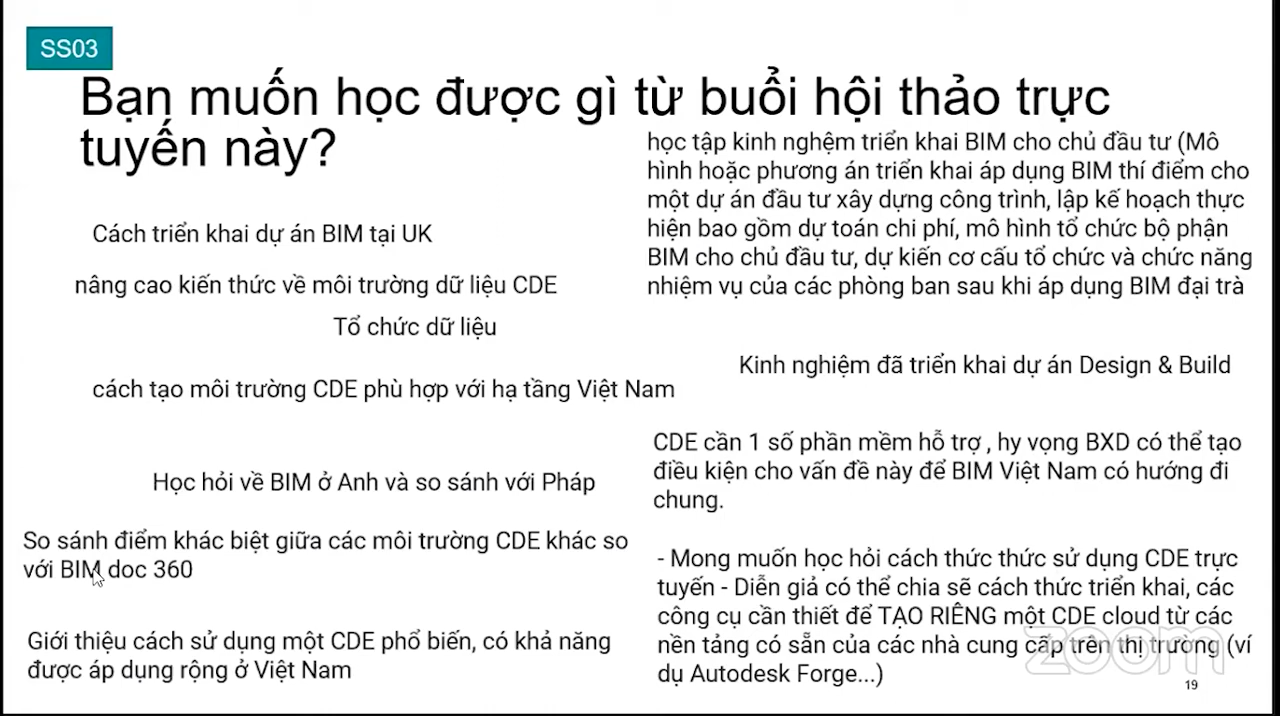 SS03
Bạn muốn học được gì từ buổi hội thảo trực
tuyến này?
Cách triển khai dự án BIM tại UK
nâng cao kiến thức về môi trường dữ liệu CDE
Tổ chức dữ liệu
cách tạo môi trường CDE phù hợp với hạ tầng Việt Nam
Học hỏi về BIM ở Anh và so sánh với Pháp
So sánh điểm khác biệt giữa các môi trường CDE khác so
với BIM doc 360
Giới thiệu cách sử dụng một CDE phổ biến, có khả năng
được áp dụng rộng ở Việt Nam
học tập kinh nghệm triển khai BIM cho chủ đầu tư (Mô
hình hoặc phương án triển khai áp dụng BIM thí điểm cho
một dự án đầu tư xây dựng công trình, lập kế hoạch thực
hiện bao gồm dự toán chi phí, mô hình tổ chức bộ phận
BIM cho chủ đầu tư, dự kiến cơ cấu tổ chức và chức năng
nhiệm vụ của các phòng ban sau khi áp dụng BIM đại trà
Kinh nghiệm đã triển khai dự án Design & Build
CDE cần 1 số phần mềm hỗ trợ , hy vọng BXD có thể tạo
điều kiện cho vấn đề này để BIM Việt Nam có hướng đi
chung.
- Mong muốn học hỏi cách thức thức sử dụng CDE trực
tuyến - Diễn giả có thể chia sẽ cách thức triển khai, các
công cụ cần thiết để TẠO RIÊNG một CDE cloud từ các
nền tảng có sẵn của các nhà cung cấp trên thị trường (ví
dụ Autodesk Forge...)
zoom
19